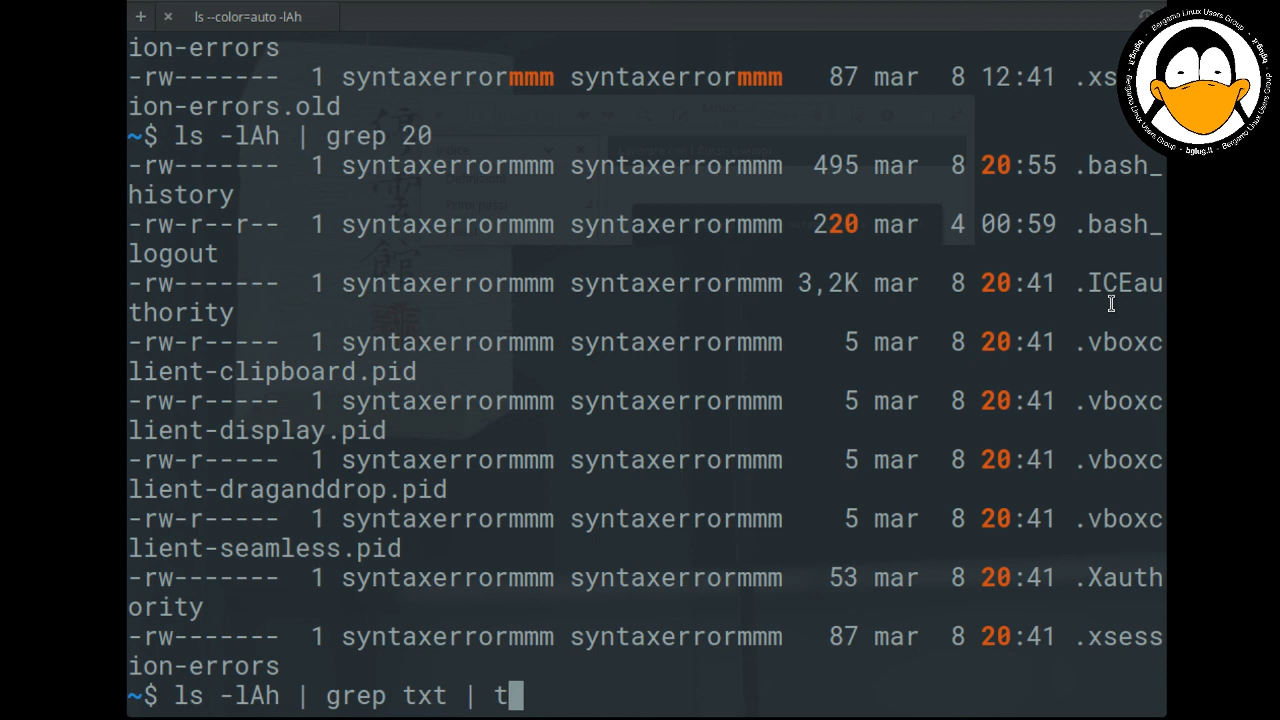 ls --color=auto -lAh
ion-errors
-rw------- 1 syntaxerrormmm syntaxerrormmm 87 mar 8 12:41 .xs
ion-errors.old
~$ ls -lAh | grep 20
-rw------- 1 syntaxerrormmm syntaxerrormmm 495 mar 8 20:55 .bash_
history
-rw-r--r-- 1 syntaxerrormmm syntaxerrormmm 220 mar 4 00:59 .bash_
logout
-rw------- 1 syntaxerrormmm syntaxerrormmm 3,2K mar 8 20:41 .ICEau
thority
-rw-r----- 1 syntaxerrormmm syntaxerrormmm 5 mar 8 20:41 .vboxc
lient-clipboard.pid
-rw-r----- 1 syntaxerrormmm syntaxerrormmm 5 mar 8 20:41 .vboxc
lient-display.pid
-rw-r----- 1 syntaxerrormmm syntaxerrormmm 5 mar 8 20:41 .vboxc
lient-draganddrop.pid
-rw-r----- 1 syntaxerrormmm syntaxerrormmm 5 mar 8 20:41 .vboxc
lient-seamless.pid
-rw------- 1 syntaxerrormmm syntaxerrormmm 53 mar 8 20:41 .Xauth
ority
-rw------- 1 syntaxerrormmm syntaxerrormmm 87 mar 8 20:41 .xsess
ion-errors
~$ ls -lAh | grep txt | t
Bergamo Linux Users Group
bglug.it